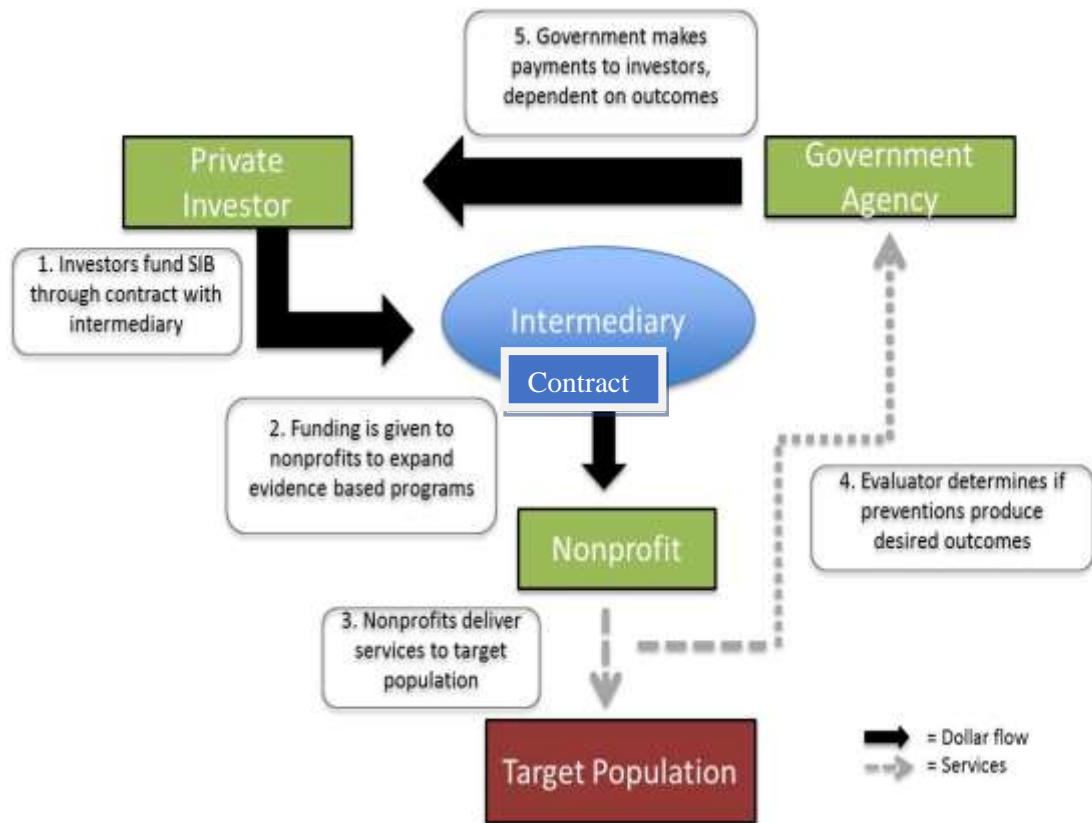 5. Government makes
payments to investors,
dependent on outcomes
Private
Investor
Government
Agency
1. Investors fund SIB
through contract with
intermediary
Intermediary
Contract
2. Funding is given to
nonprofits to expand
evidence based programs
4. Evaluator determines if
preventions produce
desired outcomes
Nonprofit
3. Nonprofits deliver
services to target
population
Target Population
= Dollar flow
= Services